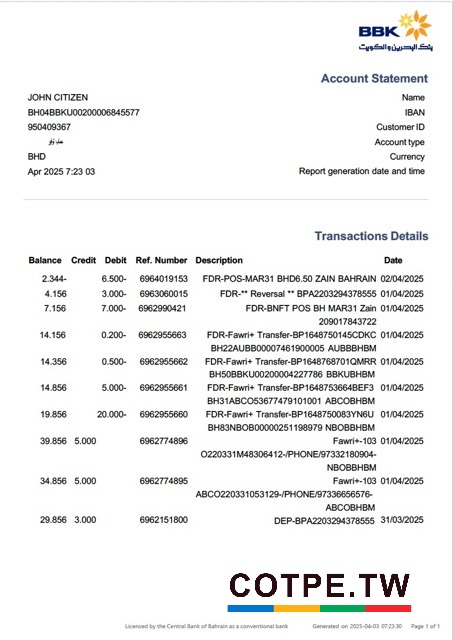 BBK
بنك البحرين والكويت
Account Statement
JOHN CITIZEN Name
BH04BBKU00200006845577 IBAN
950409367 Customer ID
Account type
BHD Currency
Apr 2025 7:23 03 Report generation date and time
Transactions Details
Balance Credit Debit Ref. Number Description Date
2.344- 6.500- 6964019153 FDR-POS-MAR31 BHD6.50 ZAIN BAHRAIN 02/04/2025
4.156 3.000- 6963060015 FDR-** Reversal ** BPA2203294378555 01/04/2025
7.156 7.000- 6962990421 FDR-BNFT POS BH MAR31 Zain 01/04/2025
209017843722
14.156 0.200- 6962955663 FDR-Fawri+ Transfer-BP1648750145CDKC 01/04/2025
BH22AUBB00007461900005 AUBBBHBM
14.356 0.500- 6962955662 FDR-Fawri+ Transfer-BP1648768701QMRR 01/04/2025
BH50BBKU00200004227786 BBKUBHBM
14.856 5.000- 6962955661 FDR-Fawri+ Transfer-BP1648753664BEF3 01/04/2025
BH31ABCO53677479101001 ABCOBHBM
19.856 20.000- 6962955660 FDR-Fawri+ Transfer-BP1648750083YN6U 01/04/2025
BH83NBOB00000251198979 NBOBBHBM
39.856 5.000 6962774896 Fawri+-103 01/04/2025
O220331M48306412-/PHONE/97332180904-
NBOBBHBM
34.856 5.000 6962774895 Fawri+-103 01/04/2025
ABCO220331053129-/PHONE/97336656576-
ABCOBHBM
29.856 3.000 6962151800 DEP-BPA2203294378555 31/03/2025
COTPE.TW
Licensed by the Central Bank of Bahrain as a conventional bank Generated on 2025-04-03 07:23:30 Page 1 of 1